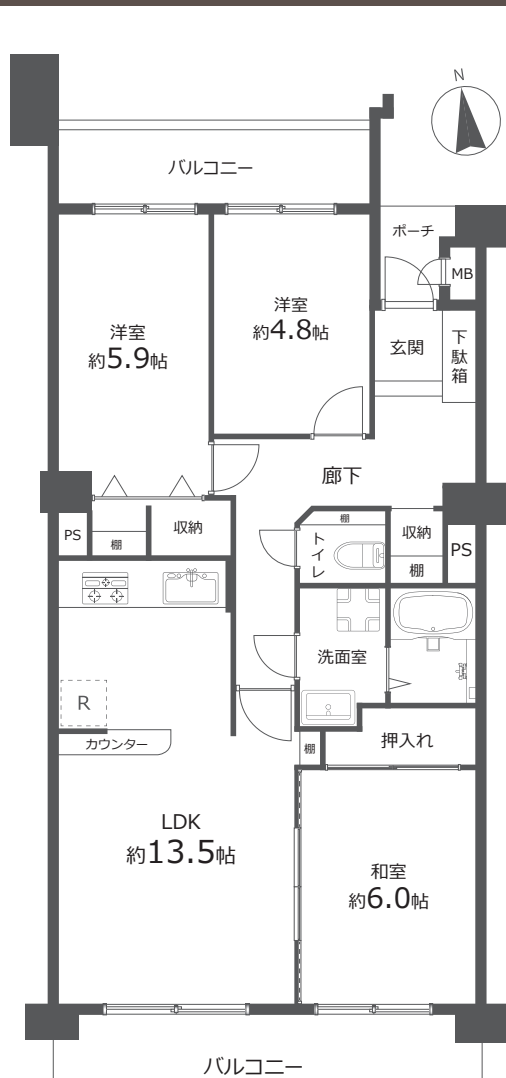 N
バルコニー
ポーチ
MB
洋室
約4.8帖
洋室
約5.9帖
玄関
下駄箱
廊下
PS
棚
収納
棚
トイレ
収納
棚
PS
洗面室
R
カウンター
棚
押入れ
LDK
約13.5帖
和室
約6.0帖
バルコニー